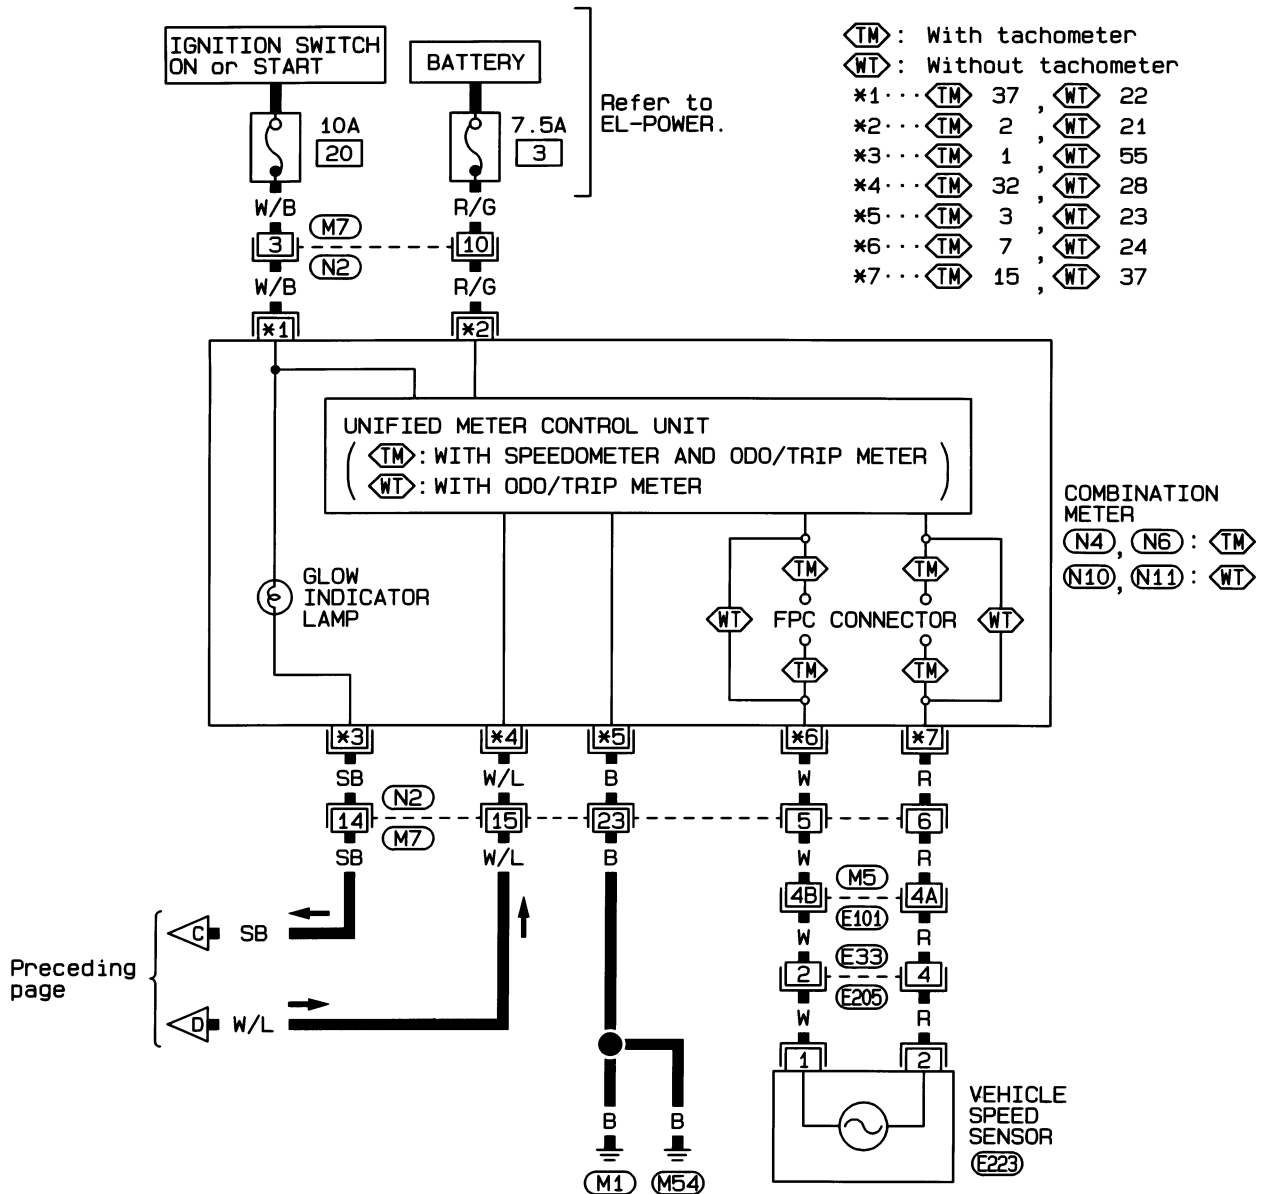 IGNITION SWITCH
ON or START
BATTERY
Refer to
EL-POWER.
10A
20
7.5A
3
W/B
R/G
M7
3
10
N2
W/B
R/G
*1
*2
TM : With tachometer
WT : Without tachometer
*1···TM 37 , WT 22
*2···TM 2 , WT 21
*3···TM 1 , WT 55
*4···TM 32 , WT 28
*5···TM 3 , WT 23
*6···TM 7 , WT 24
*7···TM 15 , WT 37
UNIFIED METER CONTROL UNIT
( TM : WITH SPEEDOMETER AND ODO/TRIP METER
WT : WITH ODO/TRIP METER )
COMBINATION
METER
N4 , N6 : TM
N10 , N11 : WT
GLOW
INDICATOR
LAMP
TM
TM
WT
FPC CONNECTOR
WT
TM
TM
*3
*4
*5
*6
*7
SB
W/L
B
W
R
N2
14
15
23
5
6
M7
SB
W/L
B
W
R
M5
4B
4A
E101
W
R
E33
2
4
E205
W
R
1
2
Preceding
page
C
SB
D
W/L
B
B
M1
M54
VEHICLE
SPEED
SENSOR
E223